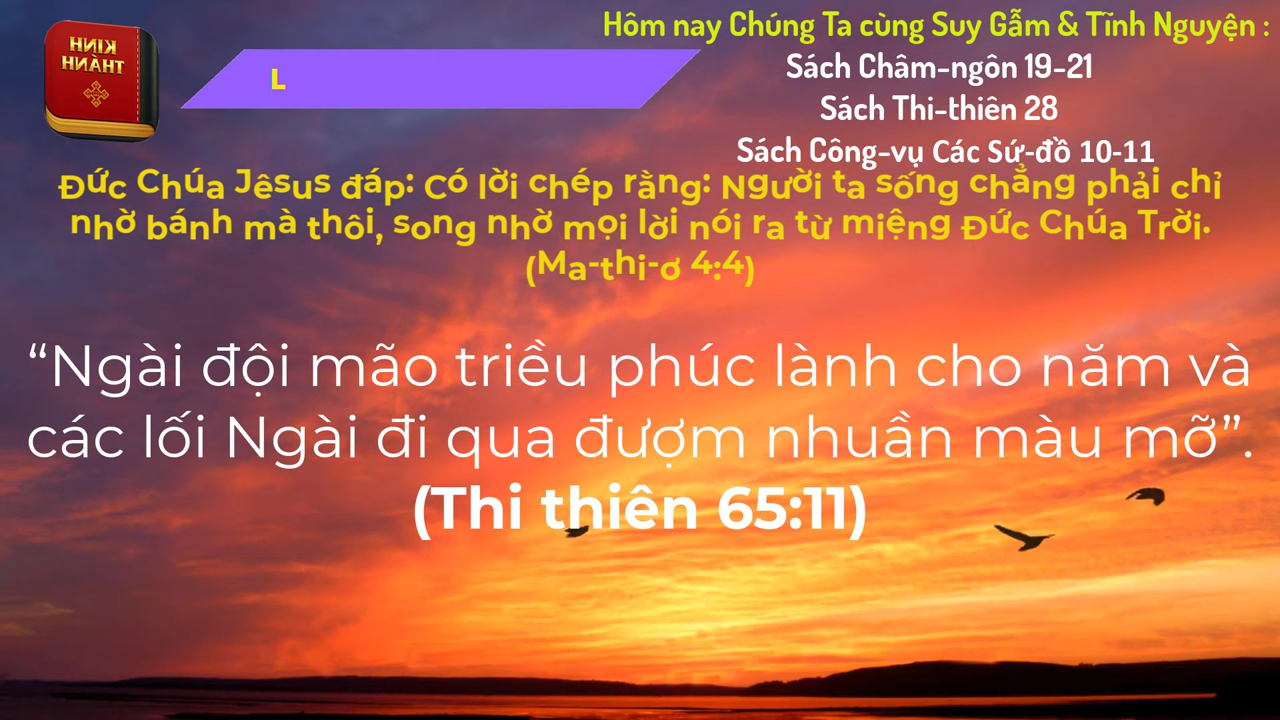 KINH
THÀNH
L
Hôm nay Chúng Ta cùng Suy Gẫm & Tĩnh Nguyện :
Sách Châm-ngôn 19-21
Sách Thi-thiên 28
Sách Công-vụ Các Sứ-đồ 10-11
Đức Chúa Jêsus đáp: Có lời chép rằng: Người ta sống chẳng phải chỉ
nhờ bánh mà thôi, song nhờ mọi lời nói ra từ miệng Đức Chúa Trời.
(Ma-thi-ơ 4:4)
“Ngài đội mão triều phúc lành cho năm và
các lối Ngài đi qua đượm nhuần màu mỡ”.
(Thi thiên 65:11)